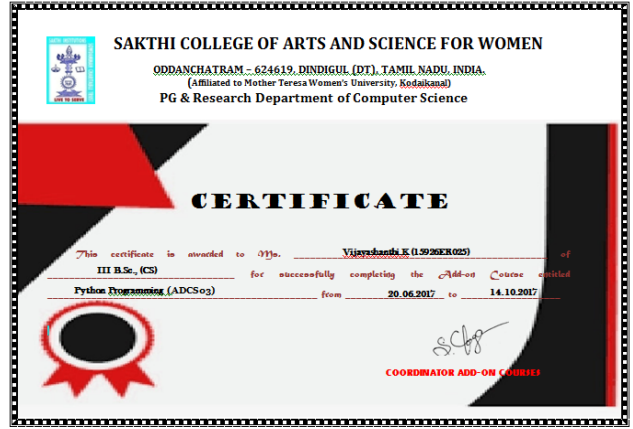 SAKTHI COLLEGE OF ARTS AND SCIENCE FOR WOMEN
ODDANCHATRAM – 624619, DINDIGUL (DT), TAMIL NADU, INDIA.
(Affiliated to Mother Teresa Women's University, Kodaikanal)
PG & Research Department of Computer Science
CERTIFICATE
This certificate is awarded to Ms. Vijayashanthi.K (15926ER025) of
III B.Sc., (CS) for successfully completing the Add-on Course entitled
Python Programming (ADCS03) from 20.06.2017 to 14.10.2017
COORDINATOR ADD-ON COURSES